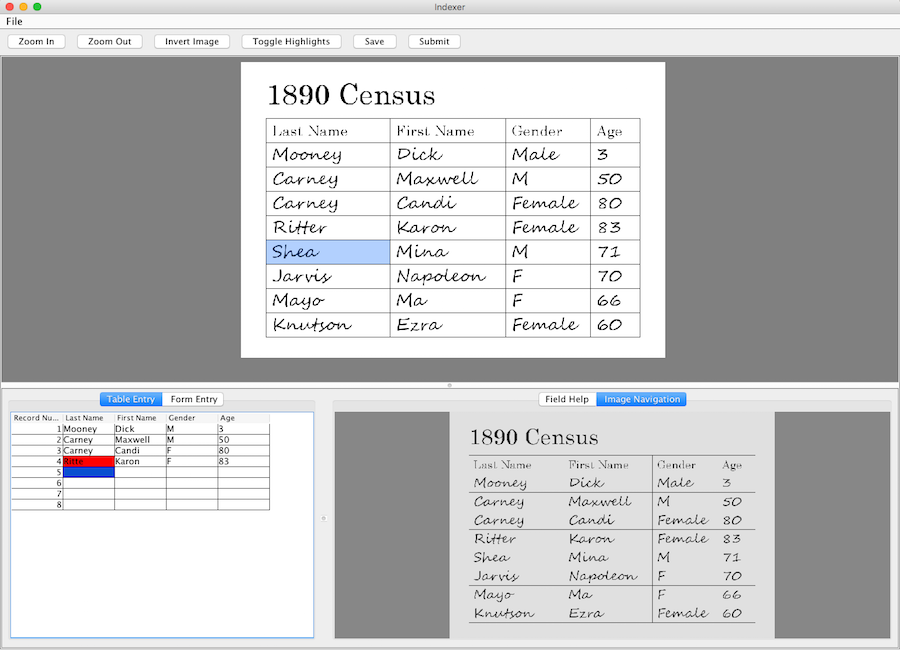 Indexer
File
Zoom In Zoom Out Invert Image Toggle Highlights Save Submit
1890 Census
Last Name First Name Gender Age
Mooney Dick Male 3
Carney Maxwell M 50
Carney Candi Female 80
Ritter Karon Female 83
Shea Mina M 71
Jarvis Napoleon F 70
Mayo Ma F 66
Knutson Ezra Female 60
Table Entry Form Entry
Record Nu... Last Name First Name Gender Age
1 Mooney Dick M 3
2 Carney Maxwell M 50
3 Carney Candi F 80
4 Ritte Karon F 83
5
6
7
8
Field Help Image Navigation
1890 Census
Last Name First Name Gender Age
Mooney Dick Male 3
Carney Maxwell M 50
Carney Candi Female 80
Ritter Karon Female 83
Shea Mina M 71
Jarvis Napoleon F 70
Mayo Ma F 66
Knutson Ezra Female 60